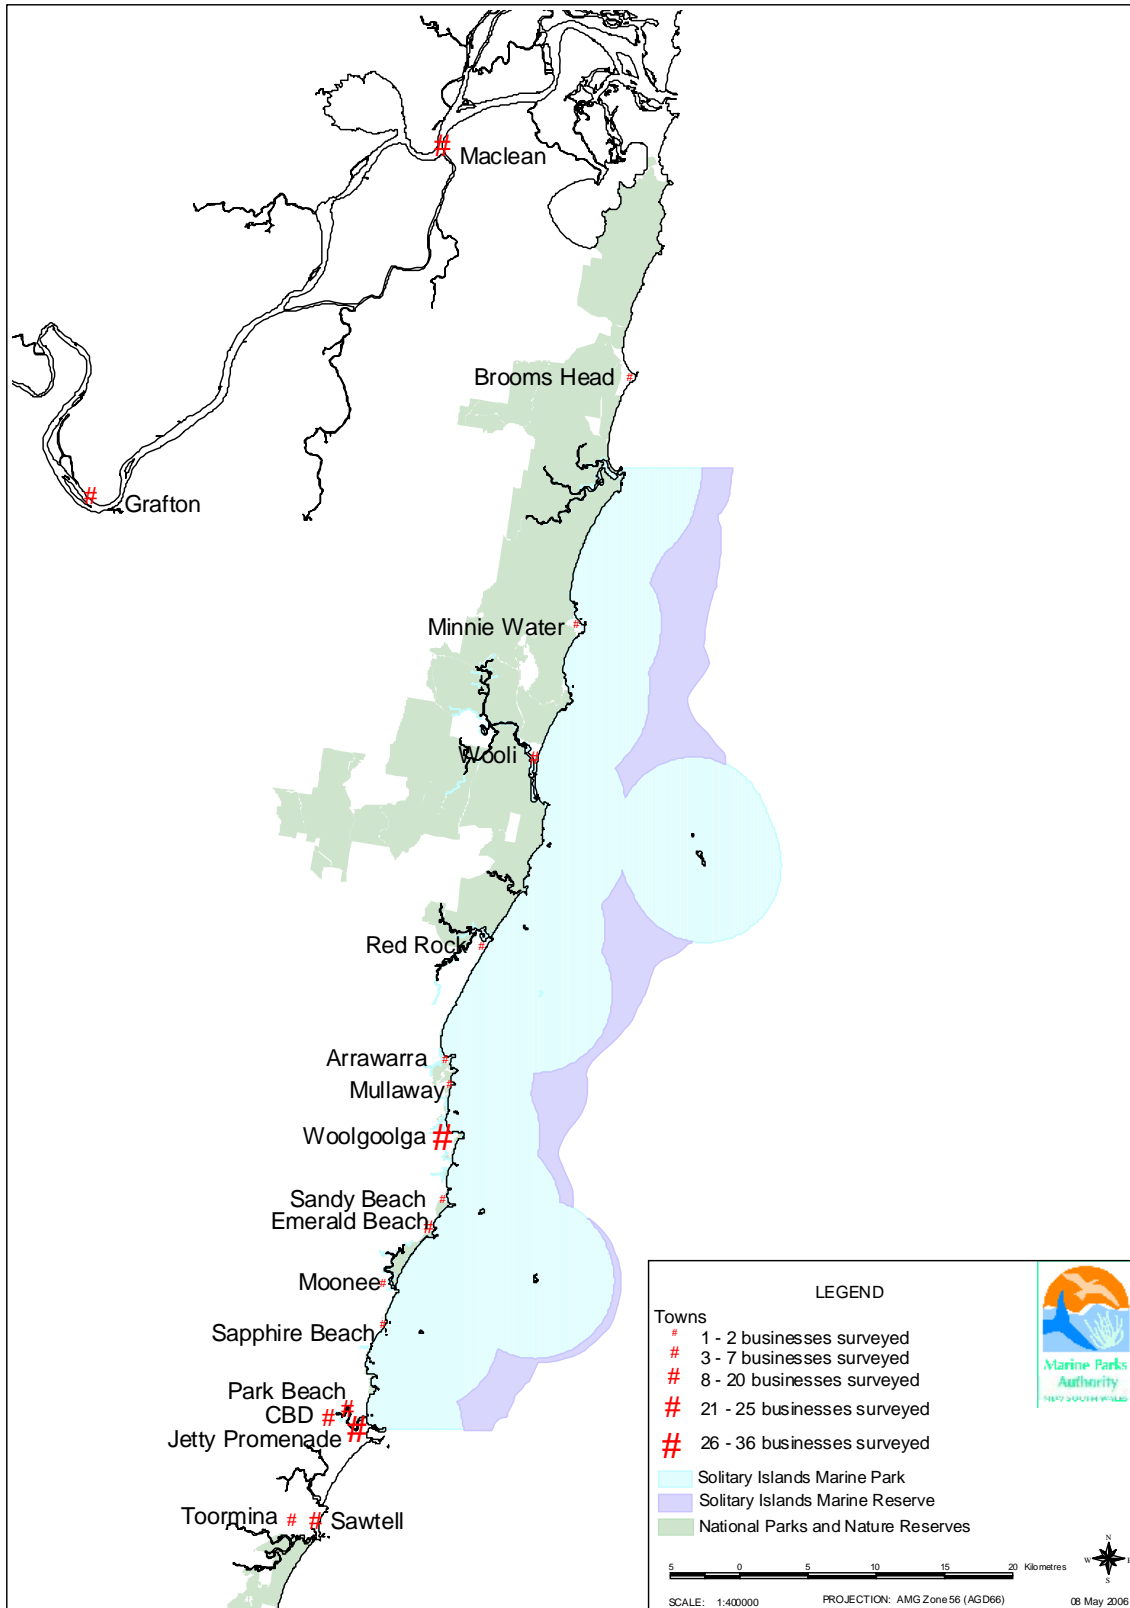 Maclean
Brooms Head
Grafton
Minnie Water
Wooli
Red Rock
Arrawarra
Mullaway
Woolgoolga
Sandy Beach
Emerald Beach
Moonee
Sapphire Beach
Park Beach
CBD
Jetty Promenade
Toormina
Sawtell
LEGEND
Towns
# 1 - 2 businesses surveyed
# 3 - 7 businesses surveyed
# 8 - 20 businesses surveyed
# 21 - 25 businesses surveyed
# 26 - 36 businesses surveyed
Solitary Islands Marine Park
Solitary Islands Marine Reserve
National Parks and Nature Reserves
Marine Parks
Authority
NEW SOUTH WALES
5 0 5 10 15 20 Kilometres
N
W E
S
SCALE: 1:400000 PROJECTION: AMG Zone 56 (AGD66) 08 May 2006